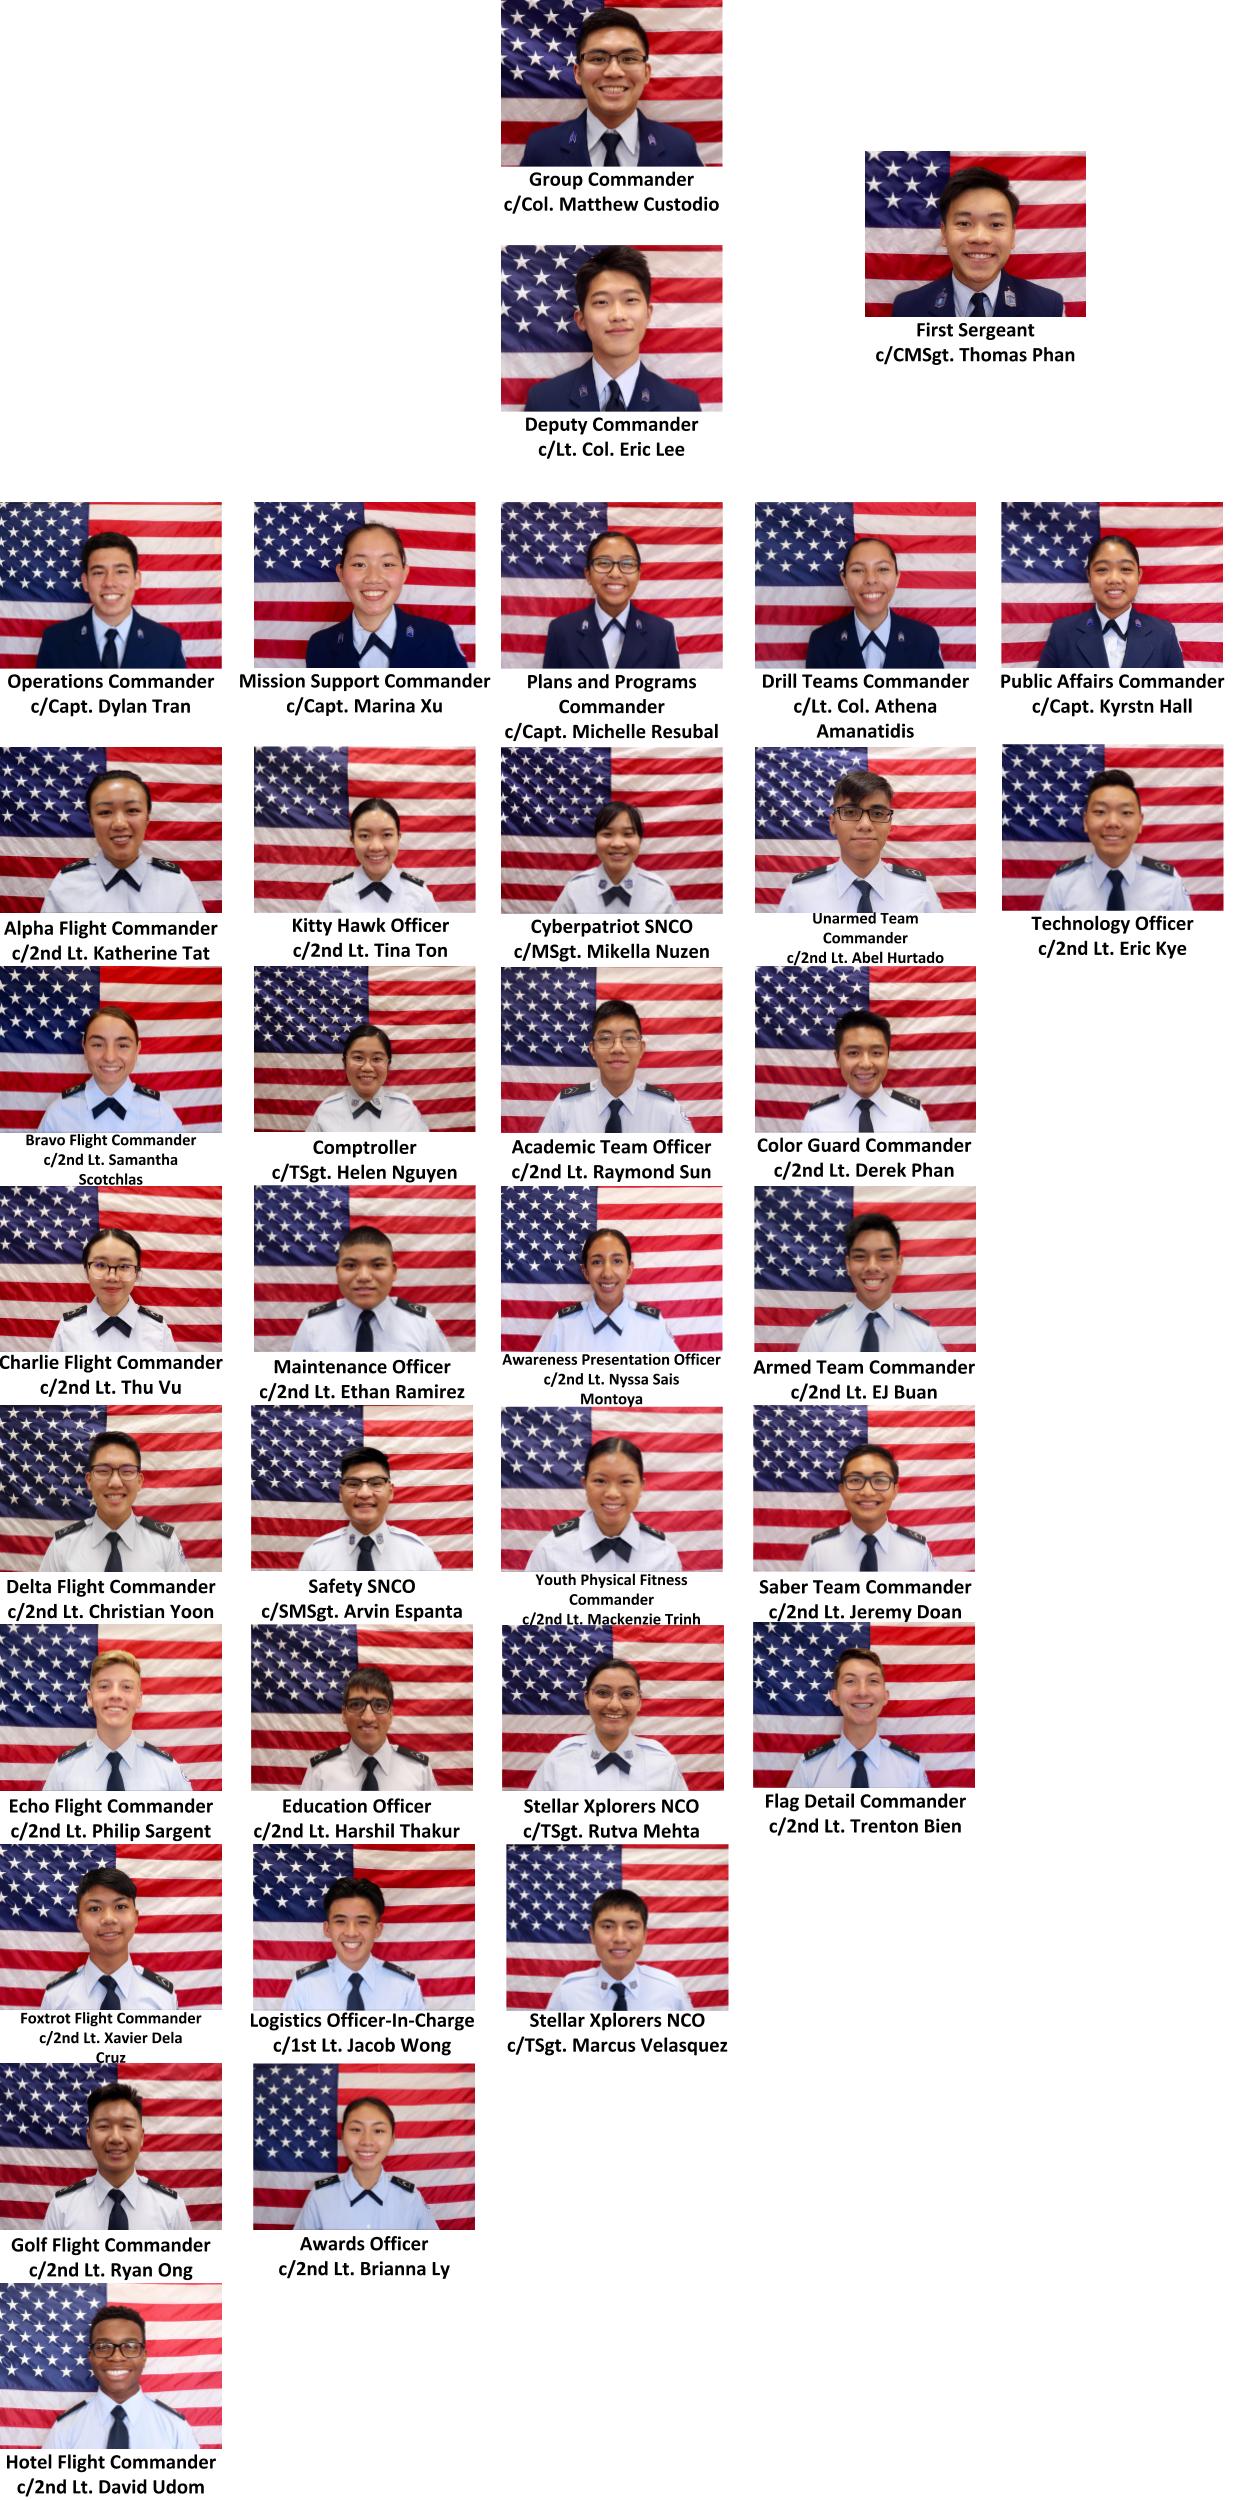 Group Commander
c/Col. Matthew Custodio
First Sergeant
c/CMSgt. Thomas Phan
Deputy Commander
c/Lt. Col. Eric Lee
Operations Commander
c/Capt. Dylan Tran
Mission Support Commander
c/Capt. Marina Xu
Plans and Programs
Commander
c/Capt. Michelle Resubal
Drill Teams Commander
c/Lt. Col. Athena
Amanatidis
Public Affairs Commander
c/Capt. Kyrstn Hall
Alpha Flight Commander
c/2nd Lt. Katherine Tat
Kitty Hawk Officer
c/2nd Lt. Tina Ton
Cyberpatriot SNCO
c/MSgt. Mikella Nuzen
Unarmed Team
Commander
c/2nd Lt. Abel Hurtado
Technology Officer
c/2nd Lt. Eric Kye
Bravo Flight Commander
c/2nd Lt. Samantha
Scotchlas
Comptroller
c/TSgt. Helen Nguyen
Academic Team Officer
c/2nd Lt. Raymond Sun
Color Guard Commander
c/2nd Lt. Derek Phan
Charlie Flight Commander
c/2nd Lt. Thu Vu
Maintenance Officer
c/2nd Lt. Ethan Ramirez
Awareness Presentation Officer
c/2nd Lt. Nyssa Sais
Montoya
Armed Team Commander
c/2nd Lt. EJ Buan
Delta Flight Commander
c/2nd Lt. Christian Yoon
Safety SNCO
c/SMSgt. Arvin Espanta
Youth Physical Fitness
Commander
c/2nd Lt. Mackenzie Trinh
Saber Team Commander
c/2nd Lt. Jeremy Doan
Echo Flight Commander
c/2nd Lt. Philip Sargent
Education Officer
c/2nd Lt. Harshil Thakur
Stellar Xplorers NCO
c/TSgt. Rutva Mehta
Flag Detail Commander
c/2nd Lt. Trenton Bien
Foxtrot Flight Commander
c/2nd Lt. Xavier Dela
Cruz
Logistics Officer-In-Charge
c/1st Lt. Jacob Wong
Stellar Xplorers NCO
c/TSgt. Marcus Velasquez
Golf Flight Commander
c/2nd Lt. Ryan Ong
Awards Officer
c/2nd Lt. Brianna Ly
Hotel Flight Commander
c/2nd Lt. David Udom